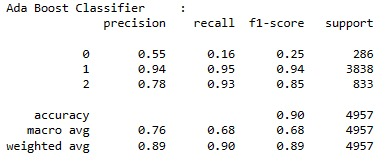 Ada Boost Classifier :
precision recall f1-score support
0 0.55 0.16 0.25 286
1 0.94 0.95 0.94 3838
2 0.78 0.93 0.85 833
accuracy 0.90 4957
macro avg 0.76 0.68 0.68 4957
weighted avg 0.89 0.90 0.89 4957